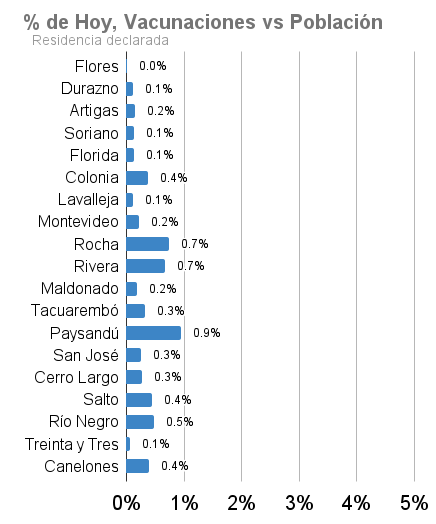 % de Hoy, Vacunaciones vs Población
Residencia declarada
Flores 0.0%
Durazno 0.1%
Artigas 0.2%
Soriano 0.1%
Florida 0.1%
Colonia 0.4%
Lavalleja 0.1%
Montevideo 0.2%
Rocha 0.7%
Rivera 0.7%
Maldonado 0.2%
Tacuarembó 0.3%
Paysandú 0.9%
San José 0.3%
Cerro Largo 0.3%
Salto 0.4%
Río Negro 0.5%
Treinta y Tres 0.1%
Canelones 0.4%
0% 1% 2% 3% 4% 5%